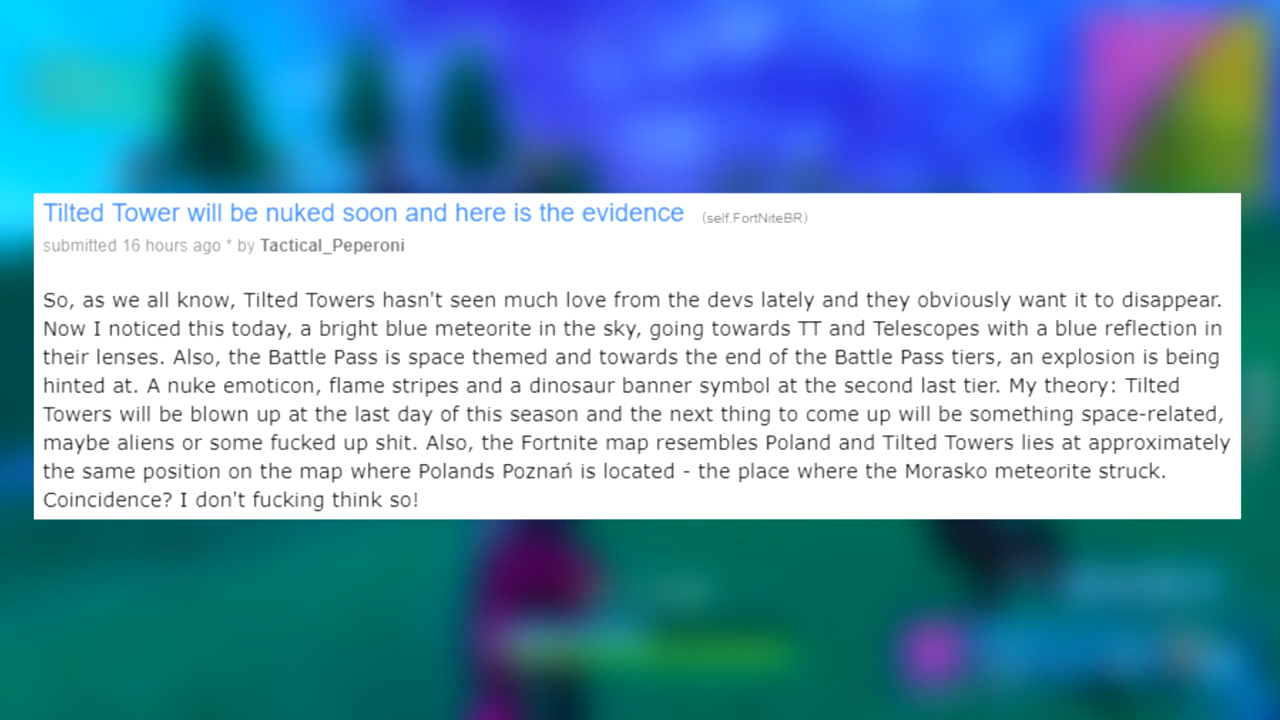 Tilted Tower will be nuked soon and here is the evidence (self.FortNiteBR)
submitted 16 hours ago * by Tactical_Peperoni
So, as we all know, Tilted Towers hasn't seen much love from the devs lately and they obviously want it to disappear.
Now I noticed this today, a bright blue meteorite in the sky, going towards TT and Telescopes with a blue reflection in
their lenses. Also, the Battle Pass is space themed and towards the end of the Battle Pass tiers, an explosion is being
hinted at. A nuke emoticon, flame stripes and a dinosaur banner symbol at the second last tier. My theory: Tilted
Towers will be blown up at the last day of this season and the next thing to come up will be something space-related,
maybe aliens or some fucked up shit. Also, the Fortnite map resembles Poland and Tilted Towers lies at approximately
the same position on the map where Polands Poznań is located - the place where the Morasko meteorite struck.
Coincidence? I don't fucking think so!